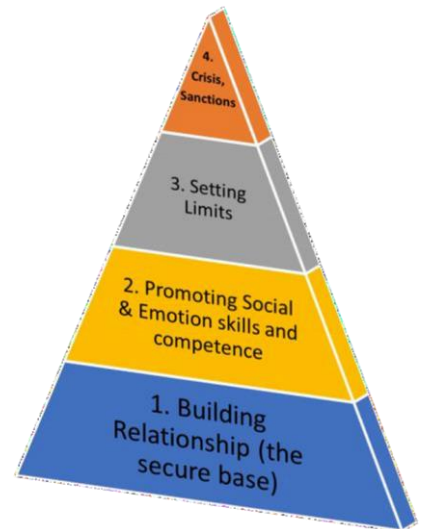 4.
Crisis,
Sanctions
3. Setting
Limits
2. Promoting Social
& Emotion skills and
competence
1. Building
Relationship (the
secure base)